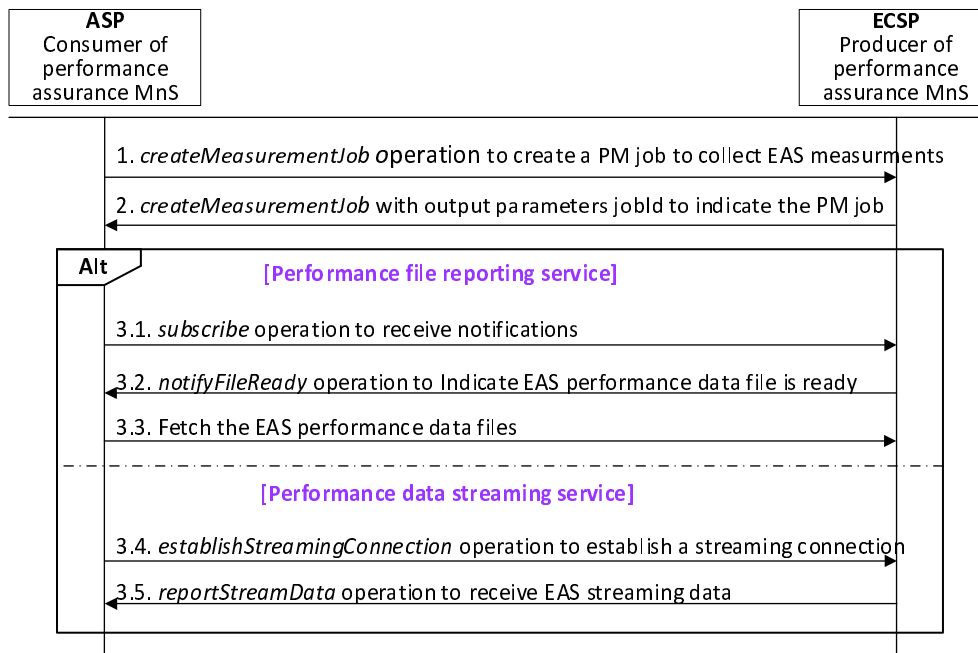 ASP
Consumer of
performance
assurance MnS
ECSP
Producer of
performance
assurance MnS
1. createMeasurementJob operation to create a PM job to collect EAS measurments
2. createMeasurementJob with output parameters jobId to indicate the PM job
Alt
[Performance file reporting service]
3.1. subscribe operation to receive notifications
3.2. notifyFileReady operation to Indicate EAS performance data file is ready
3.3. Fetch the EAS performance data files
[Performance data streaming service]
3.4. establishStreamingConnection operation to establish a streaming connection
3.5. reportStreamData operation to receive EAS streaming data